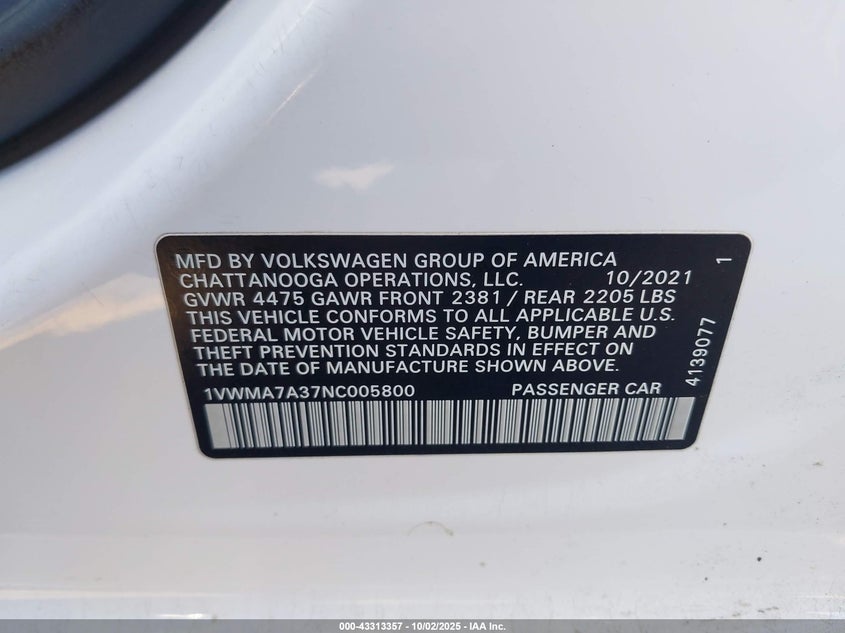 MFD BY VOLKSWAGEN GROUP OF AMERICA
CHATTANOOGA OPERATIONS, LLC. 10/2021
GVWR 4475 GAWR FRONT 2381 / REAR 2205 LBS
THIS VEHICLE CONFORMS TO ALL APPLICABLE U.S.
FEDERAL MOTOR VEHICLE SAFETY, BUMPER AND
THEFT PREVENTION STANDARDS IN EFFECT ON
THE DATE OF MANUFACTURE SHOWN ABOVE.
1VWMA7A37NC005800 PASSENGER CAR
4139077 1
000-43313357 - 10/02/2025 - IAA Inc.